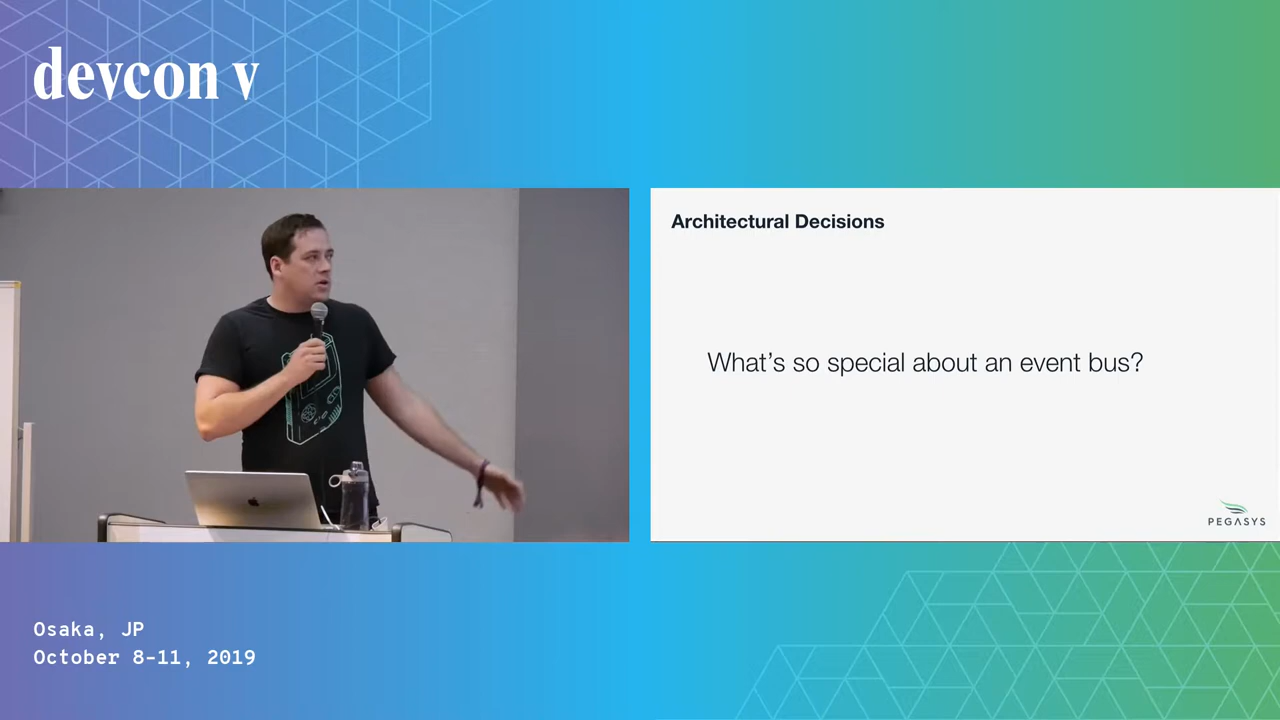 devcon v
Architectural Decisions
What's so special about an event bus?
PEGASYS
Osaka, JP
October 8-11, 2019